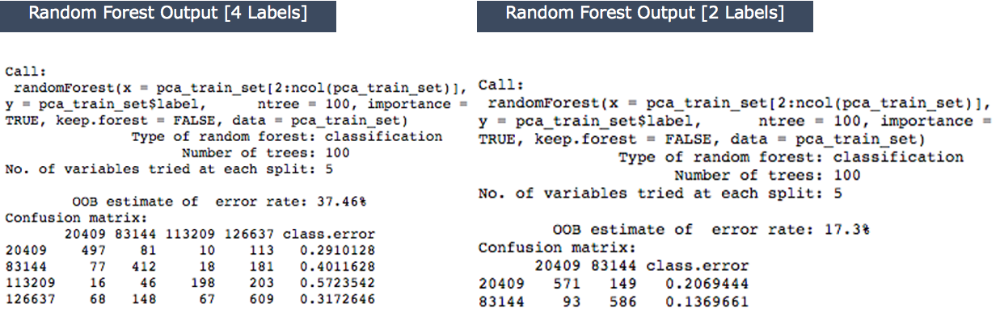 Random Forest Output [4 Labels]
Call:
randomForest(x = pca_train_set[2:ncol(pca_train_set)],
y = pca_train_set$label, ntree = 100, importance =
TRUE, keep.forest = FALSE, data = pca_train_set)
Type of random forest: classification
Number of trees: 100
No. of variables tried at each split: 5
OOB estimate of error rate: 37.46%
Confusion matrix:
20409 83144 113209 126637 class.error
20409 497 81 10 113 0.2910128
83144 77 412 18 181 0.4011628
113209 16 46 198 203 0.5723542
126637 68 148 67 609 0.3172646
Random Forest Output [2 Labels]
Call:
randomForest(x = pca_train_set[2:ncol(pca_train_set)],
y = pca_train_set$label, ntree = 100, importance =
TRUE, keep.forest = FALSE, data = pca_train_set)
Type of random forest: classification
Number of trees: 100
No. of variables tried at each split: 5
OOB estimate of error rate: 17.3%
Confusion matrix:
20409 83144 class.error
20409 571 149 0.2069444
83144 93 586 0.1369661